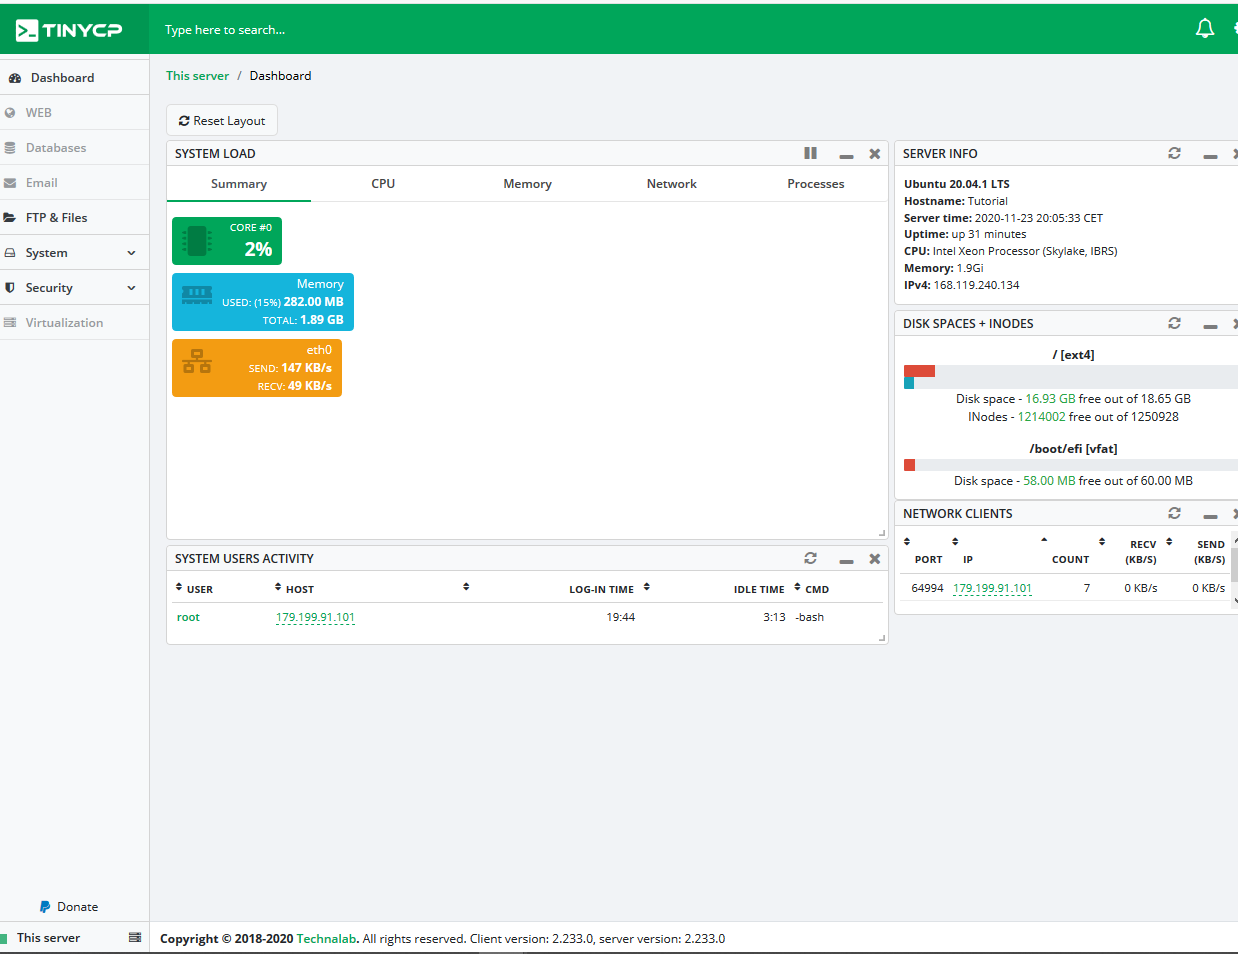 TINYCP
Type here to search...
Dashboard
WEB
Databases
Email
FTP & Files
System
Security
Virtualization
Donate
This server
This server / Dashboard
Reset Layout
SYSTEM LOAD
Summary CPU Memory Network Processes
CORE #0
2%
Memory
USED: (15%) 282.00 MB
TOTAL: 1.89 GB
eth0
SEND: 147 KB/s
RECV: 49 KB/s
SYSTEM USERS ACTIVITY
USER HOST LOG-IN TIME IDLE TIME CMD
root 179.199.91.101 19:44 3:13 -bash
SERVER INFO
Ubuntu 20.04.1 LTS
Hostname: Tutorial
Server time: 2020-11-23 20:05:33 CET
Uptime: up 31 minutes
CPU: Intel Xeon Processor (Skylake, IBRS)
Memory: 1.9Gi
IPv4: 168.119.240.134
DISK SPACES + INODES
/ [ext4]
Disk space - 16.93 GB free out of 18.65 GB
INodes - 1214002 free out of 1250928
/boot/efi [vfat]
Disk space - 58.00 MB free out of 60.00 MB
NETWORK CLIENTS
PORT IP COUNT RECV (KB/S) SEND (KB/S)
64994 179.199.91.101 7 0 KB/s 0 KB/s
Copyright © 2018-2020 Technalab. All rights reserved. Client version: 2.233.0, server version: 2.233.0